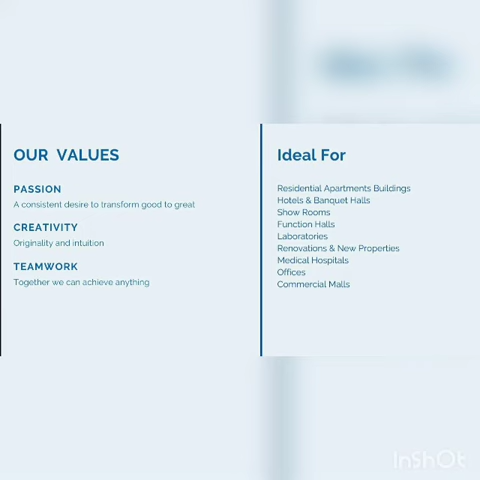 OUR VALUES
PASSION
A consistent desire to transform good to great
CREATIVITY
Originality and intuition
TEAMWORK
Together we can achieve anything
Ideal For
Residential Apartments Buildings
Hotels & Banquet Halls
Show Rooms
Function Halls
Laboratories
Renovations & New Properties
Medical Hospitals
Offices
Commercial Malls
InShOt